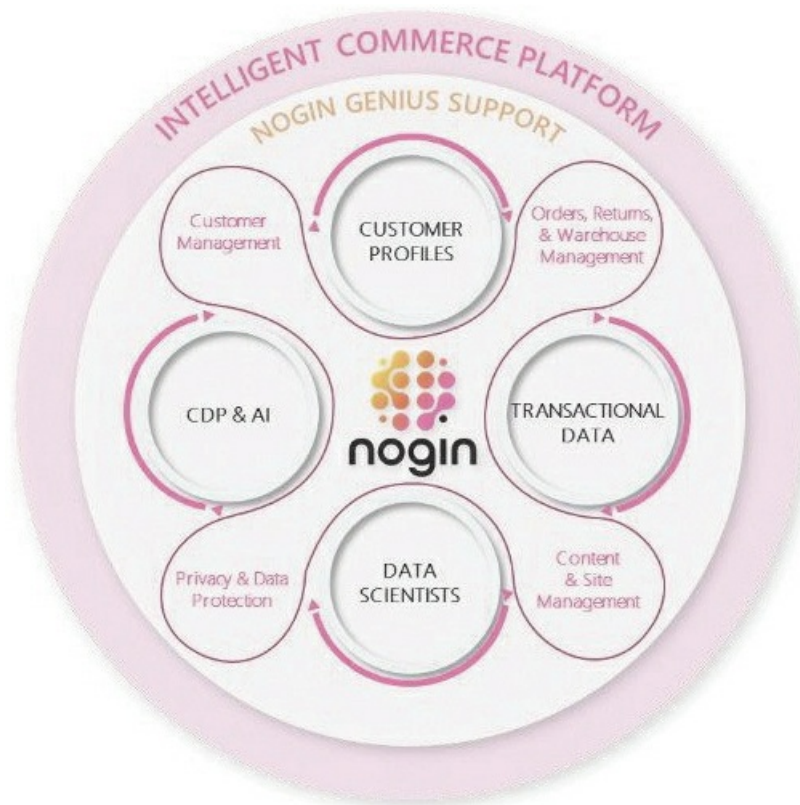 INTELLIGENT COMMERCE PLATFORM
NOGIN GENIUS SUPPORT
Customer
Management
CUSTOMER
PROFILES
Orders, Returns,
& Warehouse
Management
CDP & AI
nogin
TRANSACTIONAL
DATA
Privacy & Data
Protection
DATA
SCIENTISTS
Content
& Site
Management